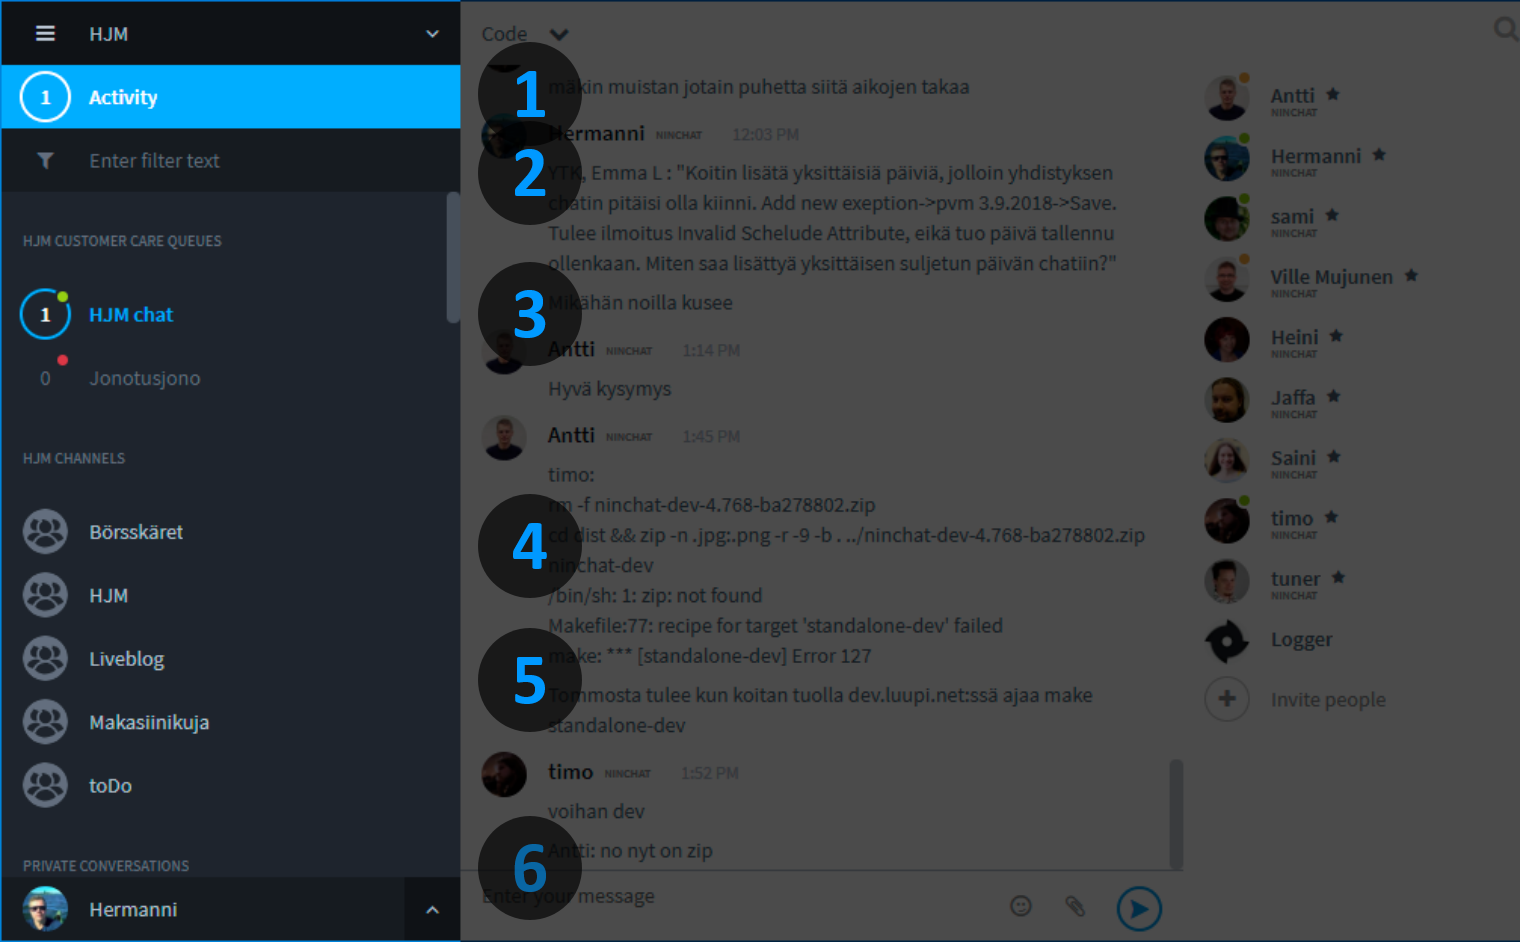 HJM
1
Activity
Enter filter text
HJM CUSTOMER CARE QUEUES
1
HJM chat
0
Jonotusjono
HJM CHANNELS
Börsskäret
HJM
Liveblog
Makasiinikuja
toDo
PRIVATE CONVERSATIONS
Hermanni
1
2
3
4
5
6
Code
mäkin muistan jotain puhetta siitä aikojen takaa
Hermanni NINCHAT 12:03 PM
YTK, Emma L : "Koitin lisätä yksittäisiä päiviä, jolloin yhdistyksen
chatin pitäisi olla kiinni. Add new exeption->pvm 3.9.2018->Save.
Tulee ilmoitus Invalid Schelude Attribute, eikä tuo päivä tallennu
ollenkaan. Miten saa lisättyä yksittäisen suljetun päivän chatiin?"
Mikähän noilla kusee
Antti NINCHAT 1:14 PM
Hyvä kysymys
Antti NINCHAT 1:45 PM
timo:
rm -f ninchat-dev-4.768-ba278802.zip
cd dist && zip -n .jpg:.png -r -9 -b . ../ninchat-dev-4.768-ba278802.zip
ninchat-dev
/bin/sh: 1: zip: not found
Makefile:77: recipe for target 'standalone-dev' failed
make: *** [standalone-dev] Error 127
Tommosta tulee kun koitan tuolla dev.luupi.net:ssä ajaa make
standalone-dev
timo NINCHAT 1:52 PM
voihan dev
Antti: no nyt on zip
Enter your message
Antti
NINCHAT
Hermanni
NINCHAT
sami
NINCHAT
Ville Mujunen
NINCHAT
Heini
NINCHAT
Jaffa
NINCHAT
Saini
NINCHAT
timo
NINCHAT
tuner
NINCHAT
Logger
Invite people